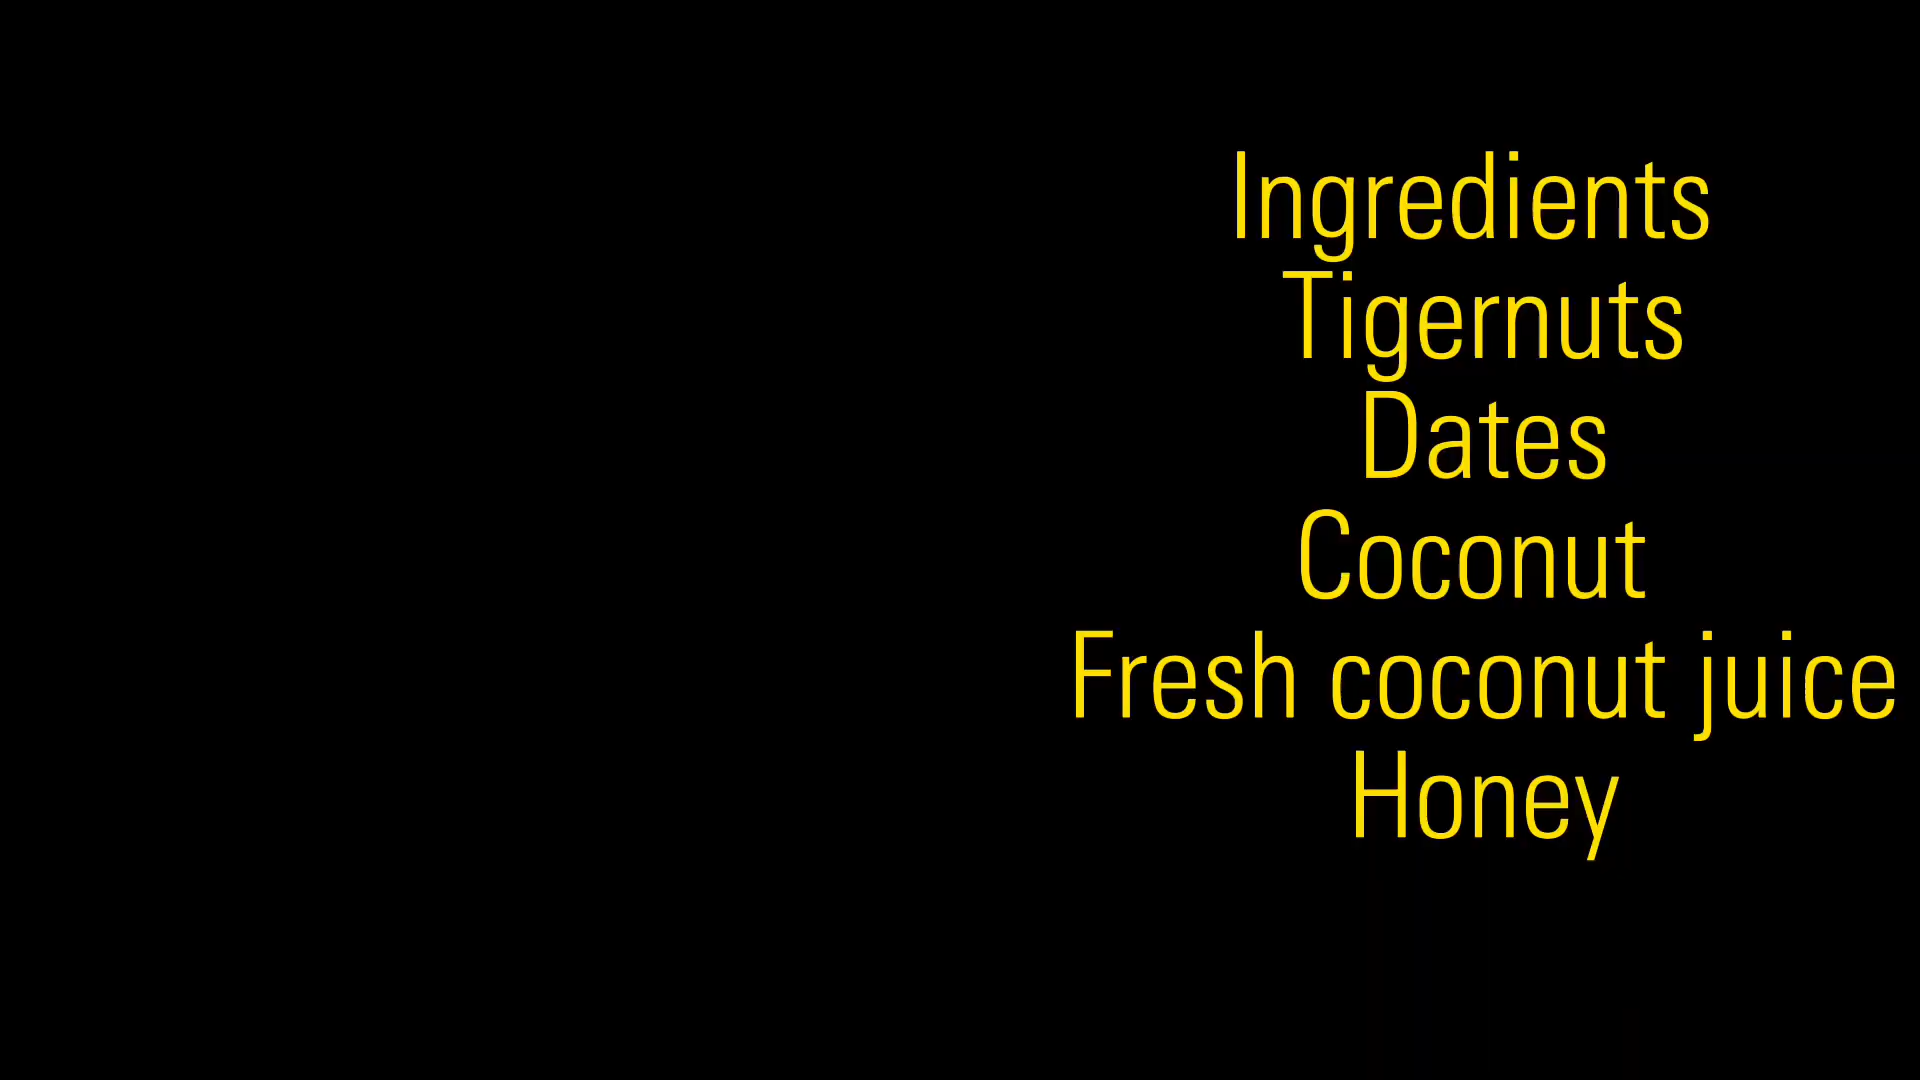 Ingredients
Tigernuts
Dates
Coconut
Fresh coconut juice
Honey